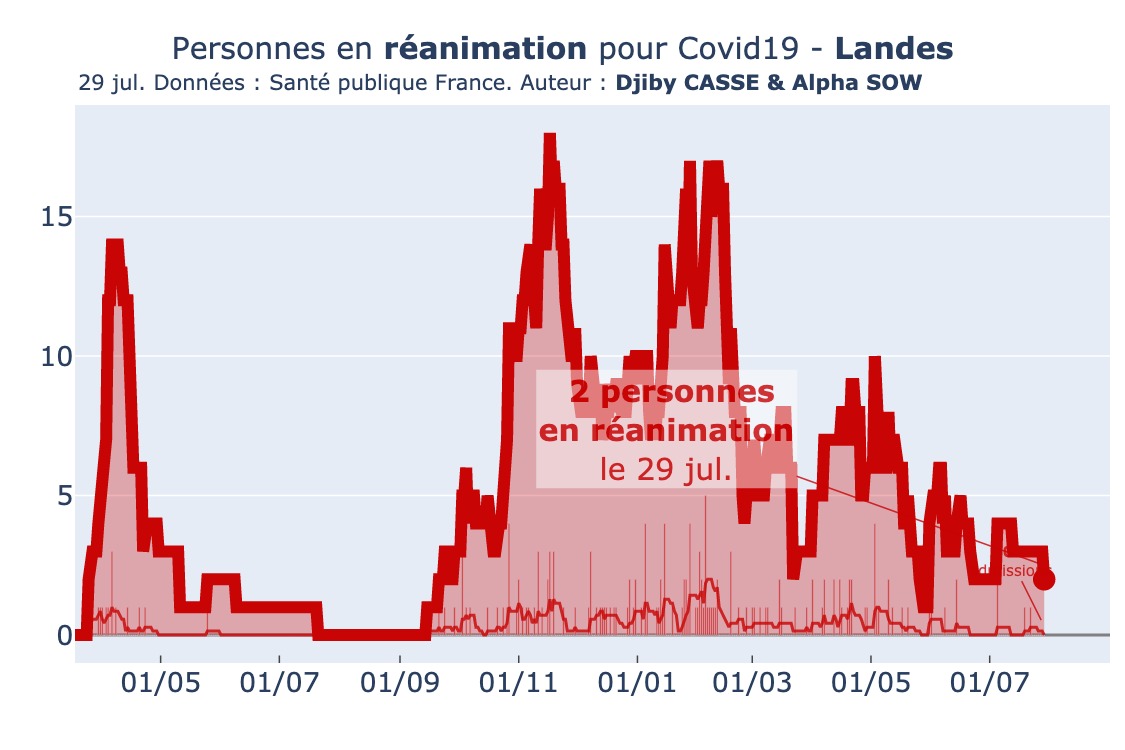 Personnes en réanimation pour Covid19 - Landes
29 jul. Données : Santé publique France. Auteur : Djiby CASSE & Alpha SOW
15
10
5
0
2 personnes
en réanimation
le 29 jul.
01/05 01/07 01/09 01/11 01/01 01/03 01/05 01/07